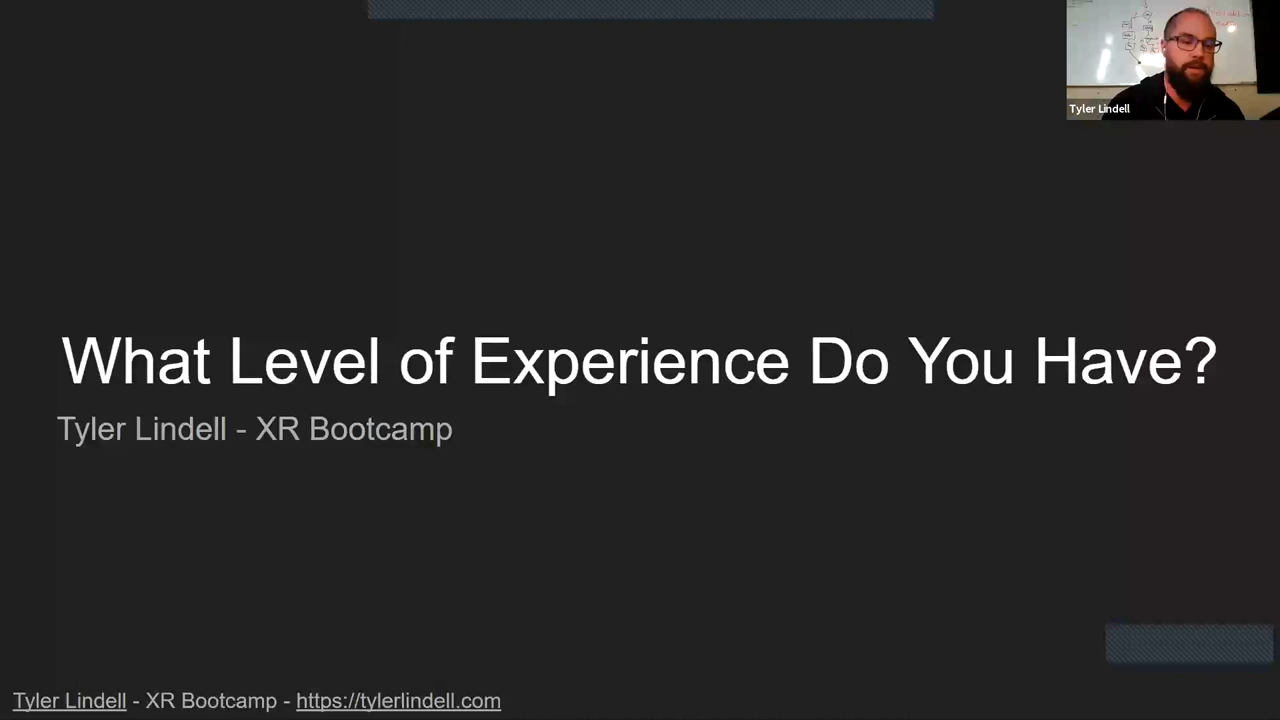 Tyler Lindell
What Level of Experience Do You Have?
Tyler Lindell - XR Bootcamp
Tyler Lindell - XR Bootcamp - https://tylerlindell.com